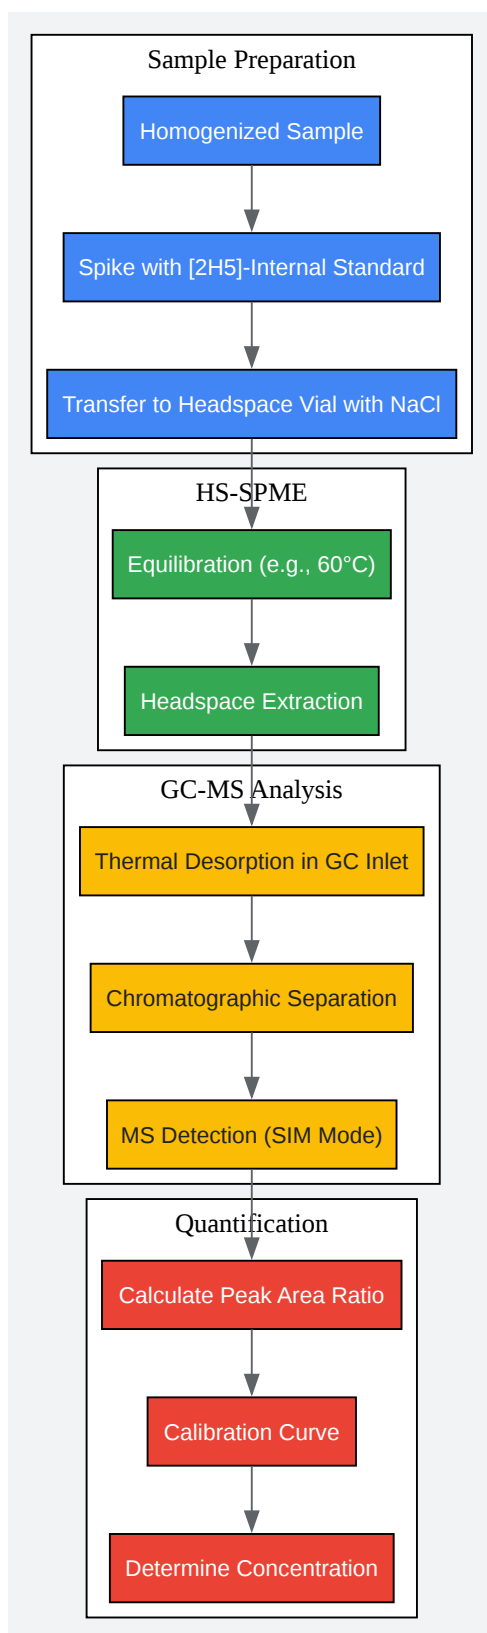 Sample Preparation
Homogenized Sample
Spike with [2H5]-Internal Standard
Transfer to Headspace Vial with NaCl
HS-SPME
Equilibration (e.g., 60°C)
Headspace Extraction
GC-MS Analysis
Thermal Desorption in GC Inlet
Chromatographic Separation
MS Detection (SIM Mode)
Quantification
Calculate Peak Area Ratio
Calibration Curve
Determine Concentration